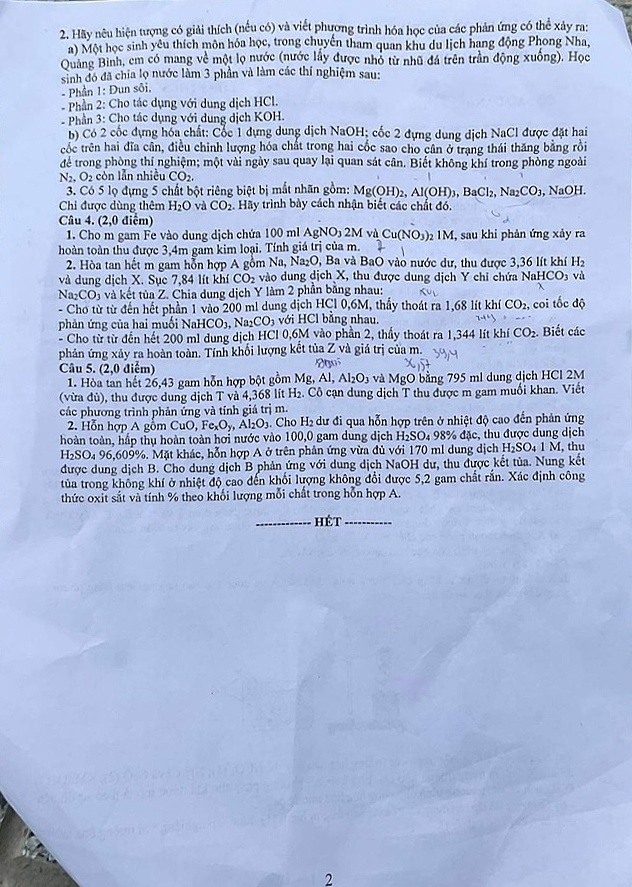 2. Hãy nêu hiện tượng có giải thích (nếu có) và viết phương trình hóa học của các phản ứng có thể xảy ra:
a) Một học sinh yêu thích môn hóa học, trong chuyến tham quan khu du lịch hang động Phong Nha,
Quảng Bình, em có mang về một lọ nước (nước lấy được nhỏ từ nhũ đá trên trần động xuống). Học
sinh đó đã chia lọ nước làm 3 phần và làm các thí nghiệm sau:
- Phần 1: Đun sôi.
- Phần 2: Cho tác dụng với dung dịch HCl.
- Phần 3: Cho tác dụng với dung dịch KOH.
b) Có 2 cốc đựng hóa chất: Cốc 1 đựng dung dịch NaOH; cốc 2 đựng dung dịch NaCl được đặt hai
cốc trên hai đĩa cân, điều chỉnh lượng hóa chất trong hai cốc sao cho cân ở trạng thái thăng bằng rồi
để trong phòng thí nghiệm; một vài ngày sau quay lại quan sát cân. Biết không khí trong phòng ngoài
N₂, O₂ còn lẫn nhiều CO₂.
3. Có 5 lọ đựng 5 chất bột riêng biệt bị mất nhãn gồm: Mg(OH)₂, Al(OH)₃, BaCl₂, Na₂CO₃, NaOH.
Chỉ được dùng thêm H₂O và CO₂. Hãy trình bày cách nhận biết các chất đó.
Câu 4. (2,0 điểm)
1. Cho m gam Fe vào dung dịch chứa 100 ml AgNO₃ 2M và Cu(NO₃)₂ 1M, sau khi phản ứng xảy ra
hoàn toàn thu được 3,4m gam kim loại. Tính giá trị của m.
2. Hòa tan hết m gam hỗn hợp A gồm Na, Na₂O, Ba và BaO vào nước dư, thu được 3,36 lít khí H₂
và dung dịch X. Sục 7,84 lít khí CO₂ vào dung dịch X, thu được dung dịch Y chỉ chứa NaHCO₃ và
Na₂CO₃ và kết tủa Z. Chia dung dịch Y làm 2 phần bằng nhau:
- Cho từ từ đến hết phần 1 vào 200 ml dung dịch HCl 0,6M, thấy thoát ra 1,68 lít khí CO₂, coi tốc độ
phản ứng của hai muối NaHCO₃, Na₂CO₃ với HCl bằng nhau.
- Cho từ từ đến hết 200 ml dung dịch HCl 0,6M vào phần 2, thấy thoát ra 1,344 lít khí CO₂. Biết các
phản ứng xảy ra hoàn toàn. Tính khối lượng kết tủa Z và giá trị của m. 39,4
Câu 5. (2,0 điểm)
1. Hòa tan hết 26,43 gam hỗn hợp bột gồm Mg, Al, Al₂O₃ và MgO bằng 795 ml dung dịch HCl 2M
(vừa đủ), thu được dung dịch T và 4,368 lít H₂. Cô cạn dung dịch T thu được m gam muối khan. Viết
các phương trình phản ứng và tính giá trị m.
2. Hỗn hợp A gồm CuO, FeₓOᵧ, Al₂O₃. Cho H₂ dư đi qua hỗn hợp trên ở nhiệt độ cao đến phản ứng
hoàn toàn, hấp thụ hoàn toàn hơi nước vào 100,0 gam dung dịch H₂SO₄ 98% đặc, thu được dung dịch
H₂SO₄ 96,609%. Mặt khác, hỗn hợp A ở trên phản ứng vừa đủ với 170 ml dung dịch H₂SO₄ 1 M, thu
được dung dịch B. Cho dung dịch B phản ứng với dung dịch NaOH dư, thu được kết tủa. Nung kết
tủa trong không khí ở nhiệt độ cao đến khối lượng không đổi được 5,2 gam chất rắn. Xác định công
thức oxit sắt và tính % theo khối lượng mỗi chất trong hỗn hợp A.
------------- HẾT -----------
2